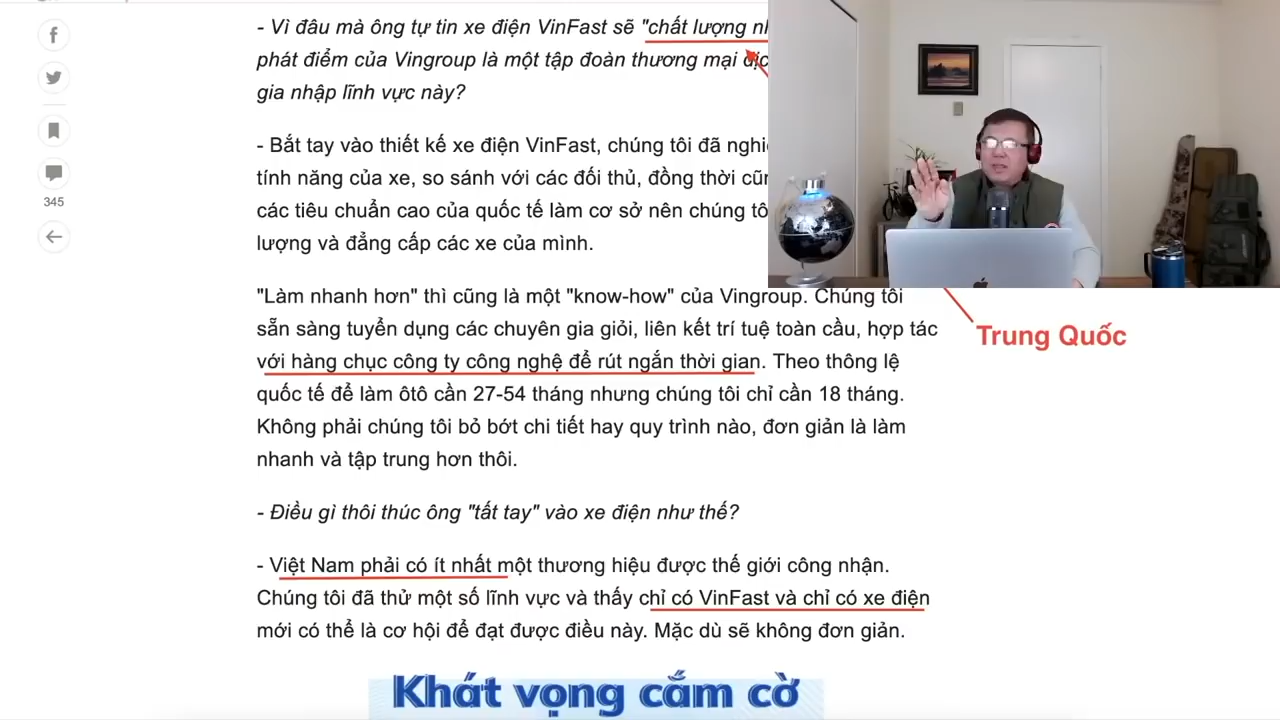 - Vì đâu mà ông tự tin xe điện VinFast sẽ "chất lượng
phát điểm của Vingroup là một tập đoàn thương mại
gia nhập lĩnh vực này?
- Bắt tay vào thiết kế xe điện VinFast, chúng tôi đã
tính năng của xe, so sánh với các đối thủ, đồng thời
các tiêu chuẩn cao của quốc tế làm cơ sở nên chúng
lượng và đẳng cấp các xe của mình.
345
"Làm nhanh hơn" thì cũng là một "know-how" của Vingroup. Chúng tôi
sẵn sàng tuyển dụng các chuyên gia giỏi, liên kết trí tuệ toàn cầu, hợp tác
với hàng chục công ty công nghệ để rút ngắn thời gian. Theo thông lệ
quốc tế để làm ôtô cần 27-54 tháng nhưng chúng tôi chỉ cần 18 tháng.
Không phải chúng tôi bỏ bớt chi tiết hay quy trình nào, đơn giản là làm
nhanh và tập trung hơn thôi.
Trung Quốc
- Điều gì thôi thúc ông "tất tay" vào xe điện như thế?
- Việt Nam phải có ít nhất một thương hiệu được thế giới công nhận.
Chúng tôi đã thử một số lĩnh vực và thấy chỉ có VinFast và chỉ có xe điện
mới có thể là cơ hội để đạt được điều này. Mặc dù sẽ không đơn giản.
Khát vọng cắm cờ